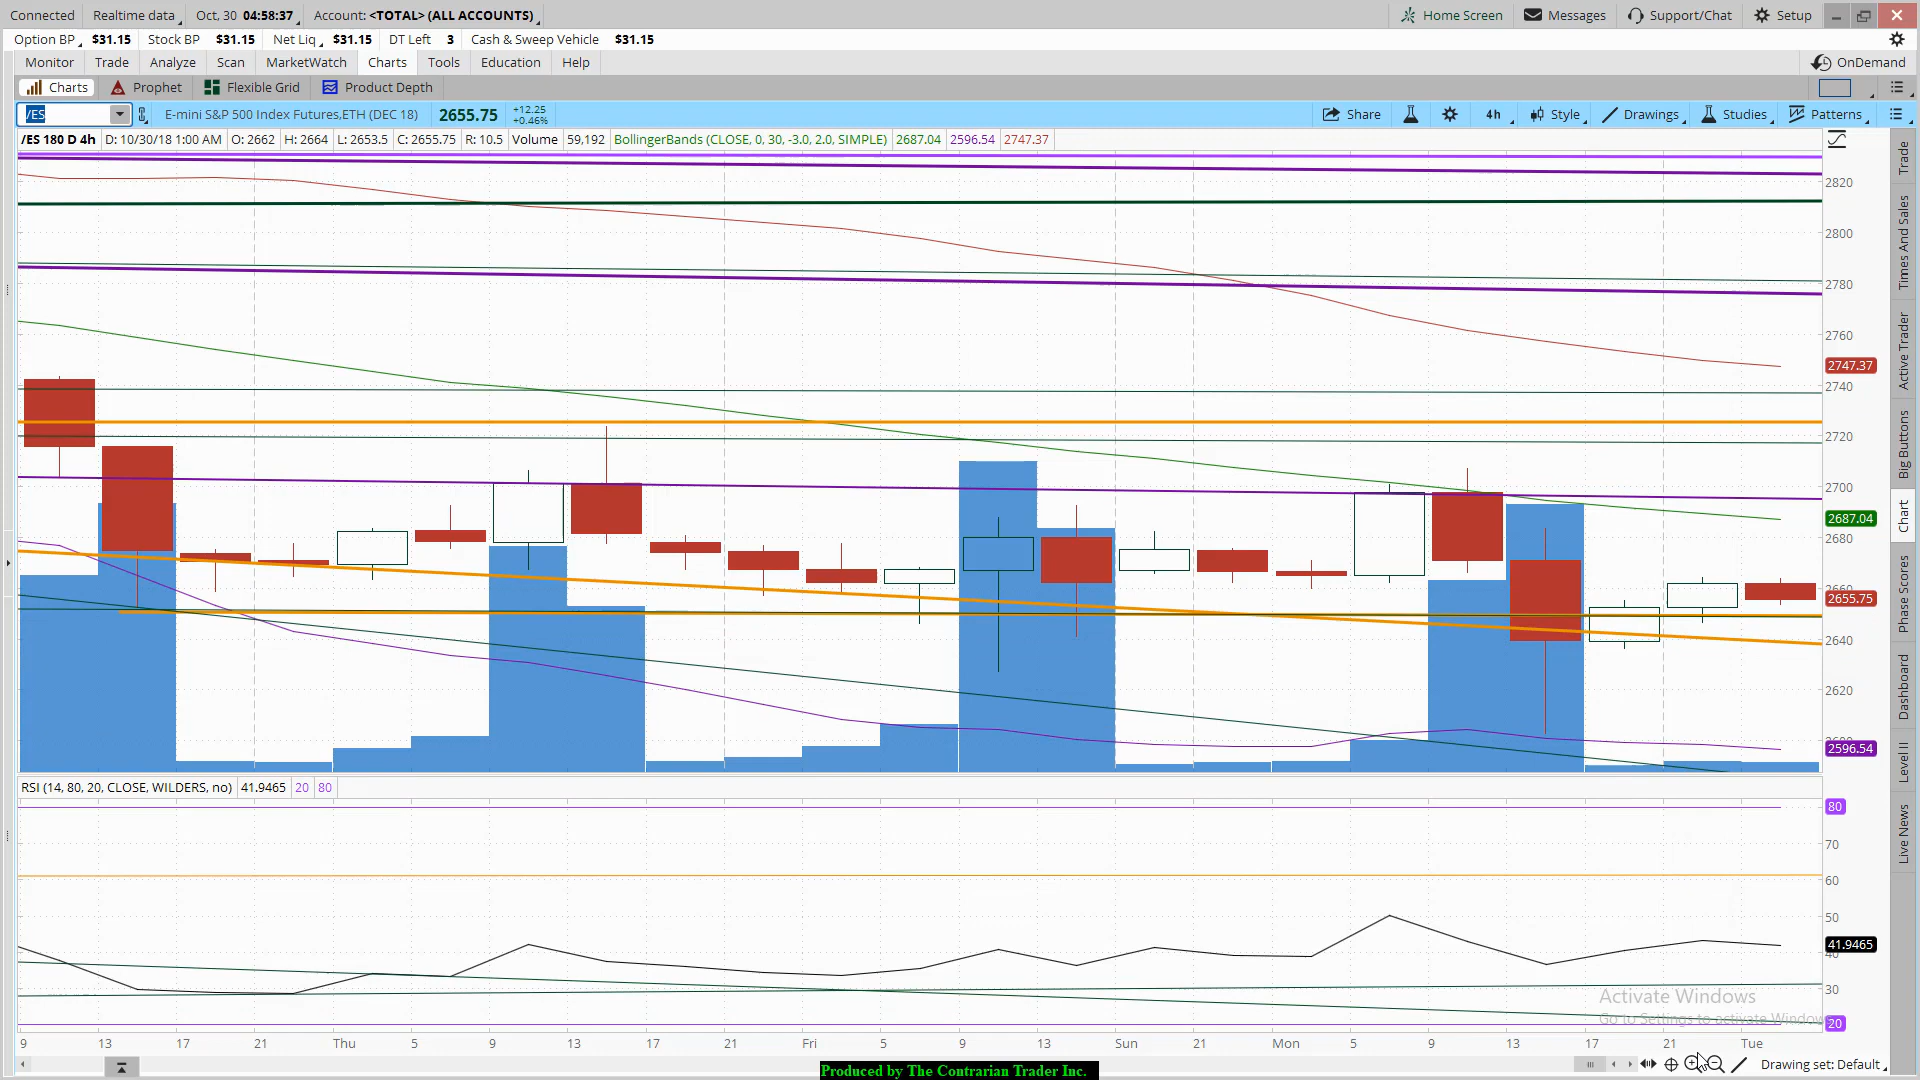 Connected Realtime data Oct, 30 04:58:37 Account: <TOTAL> (ALL ACCOUNTS) Home Screen Messages Support/Chat Setup
Option BP $31.15 Stock BP $31.15 Net Liq $31.15 DT Left 3 Cash & Sweep Vehicle $31.15
Monitor Trade Analyze Scan MarketWatch Charts Tools Education Help OnDemand
Charts Prophet Flexible Grid Product Depth
/ES E-mini S&P 500 Index Futures,ETH (DEC 18) 2655.75 +12.25 +0.46% Share 4h Style Drawings Studies Patterns
/ES 180 D 4h D: 10/30/18 1:00 AM O: 2662 H: 2664 L: 2653.5 C: 2655.75 R: 10.5 Volume 59,192 BollingerBands (CLOSE, 0, 30, -3.0, 2.0, SIMPLE) 2687.04 2596.54 2747.37
2820
2800
2780
2760
2747.37
2740
2720
2700
2687.04
2680
2655.75
2640
2620
2596.54
RSI (14, 80, 20, CLOSE, WILDERS, no) 41.9465 20 80
80
70
60
50
41.9465
40
30
20
Activate Windows
Go to Settings to activate Windows
9 13 17 21 Thu 5 9 13 17 21 Fri 5 9 13 Sun 21 Mon 5 9 13 17 21 Tue
Drawing set: Default
Produced by The Contrarian Trader Inc.
Trade
Times And Sales
Active Trader
Big Buttons
Chart
Phase Scores
Dashboard
Level II
Live News